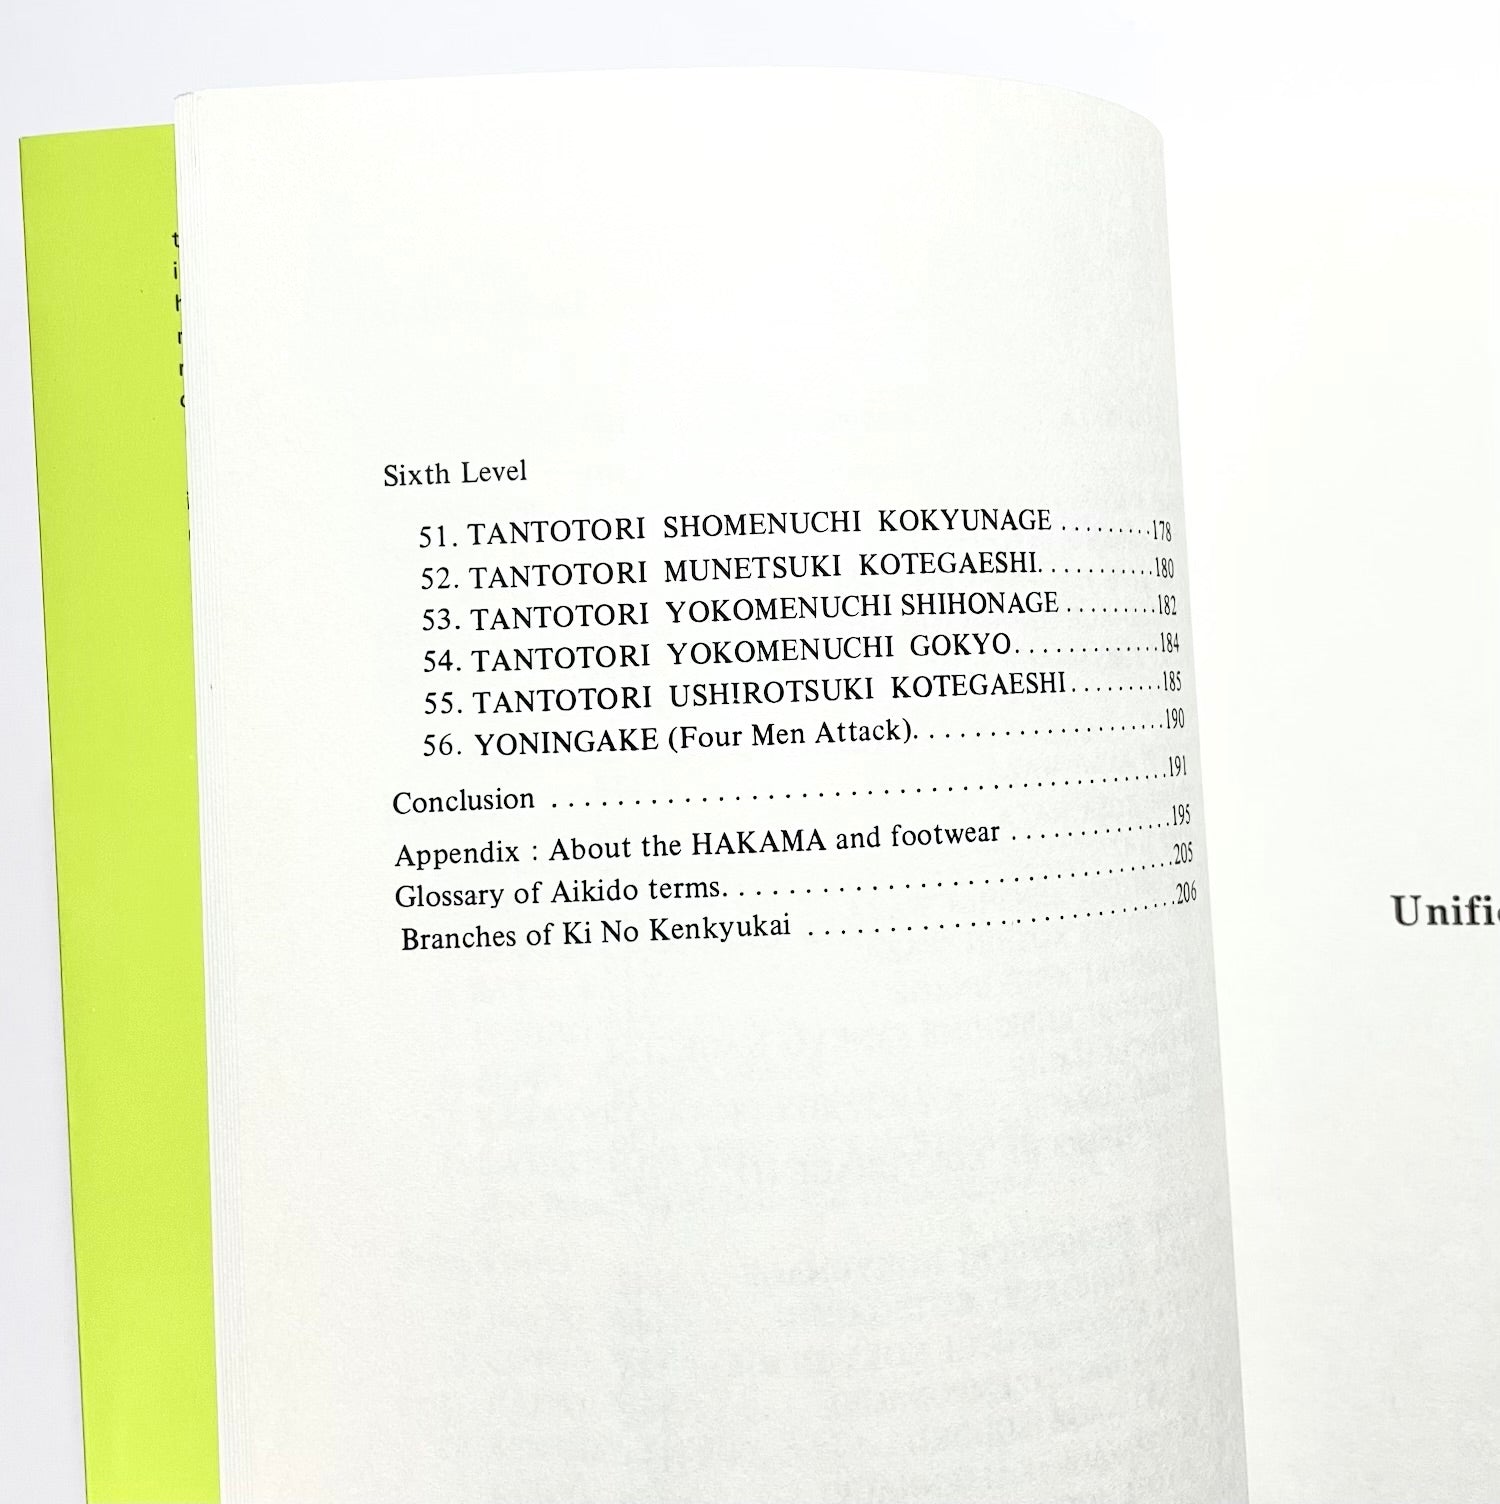 Sixth Level
51. TANTOTORI SHOMENUCHI KOKYUNAGE .........178
52. TANTOTORI MUNETSUKI KOTEGAESHI...........180
53. TANTOTORI YOKOMENUCHI SHIHONAGE .........182
54. TANTOTORI YOKOMENUCHI GOKYO.............184
55. TANTOTORI USHIROTSUKI KOTEGAESHI.........185
56. YONINGAKE (Four Men Attack)..................190
Conclusion ......................................191
Appendix : About the HAKAMA and footwear ..............195
Glossary of Aikido terms............................205
Branches of Ki No Kenkyukai .......................206